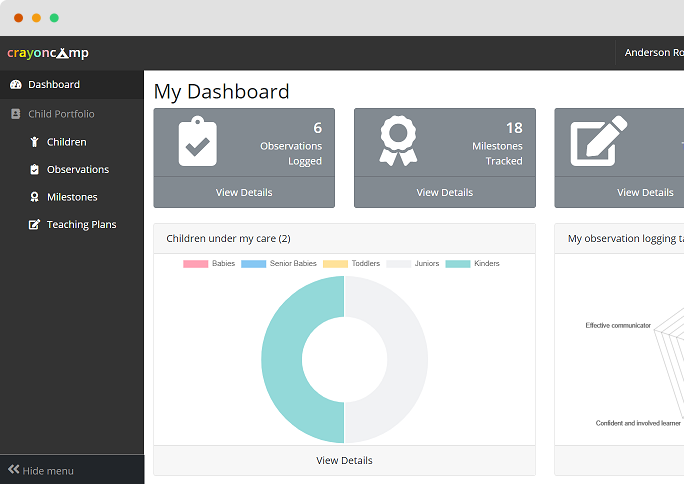 crayoncamp
Anderson Ro
Dashboard
Child Portfolio
Children
Observations
Milestones
Teaching Plans
Hide menu
My Dashboard
6
Observations
Logged
View Details
18
Milestones
Tracked
View Details
View Details
Children under my care (2)
Babies
Senior Babies
Toddlers
Juniors
Kinders
View Details
My observation logging ta
Effective communicator
Confident and involved learner